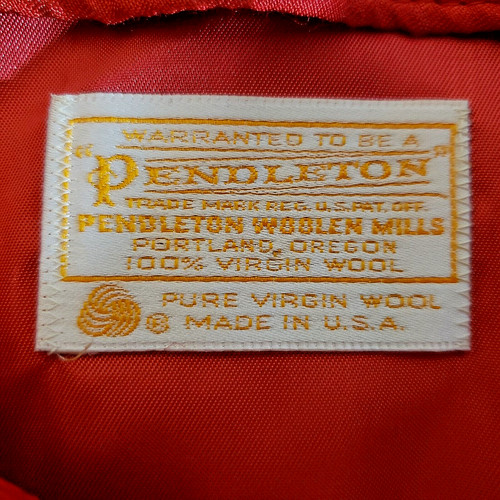 WARRANTED TO BE A
"PENDLETON"
TRADE MARK REG. U.S. PAT. OFF.
PENDLETON WOOLEN MILLS
PORTLAND, OREGON
100% VIRGIN WOOL
® PURE VIRGIN WOOL
MADE IN U.S.A.